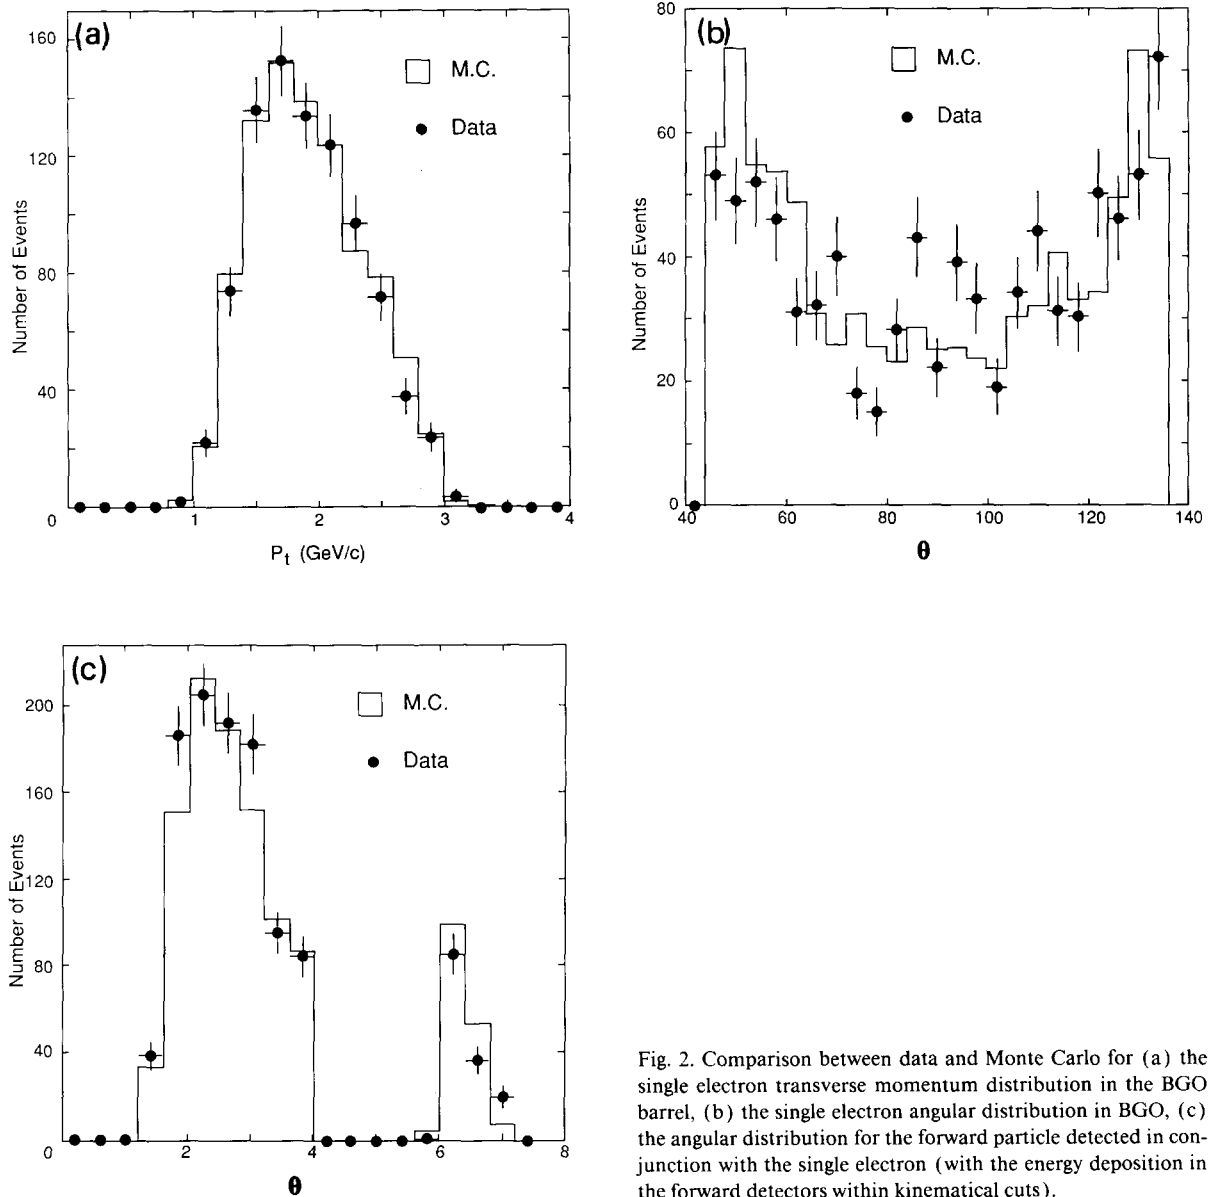 (a)
M.C.
Data
Number of Events
160
120
80
40
0
1
2
3
4
Pt (GeV/c)
(b)
M.C.
Data
Number of Events
80
60
40
20
0
40
60
80
100
120
140
θ
(c)
M.C.
Data
Number of Events
200
160
120
80
40
0
2
4
6
8
θ
Fig. 2. Comparison between data and Monte Carlo for (a) the
single electron transverse momentum distribution in the BGO
barrel, (b) the single electron angular distribution in BGO, (c)
the angular distribution for the forward particle detected in con-
junction with the single electron (with the energy deposition in
the forward detectors within kinematical cuts).